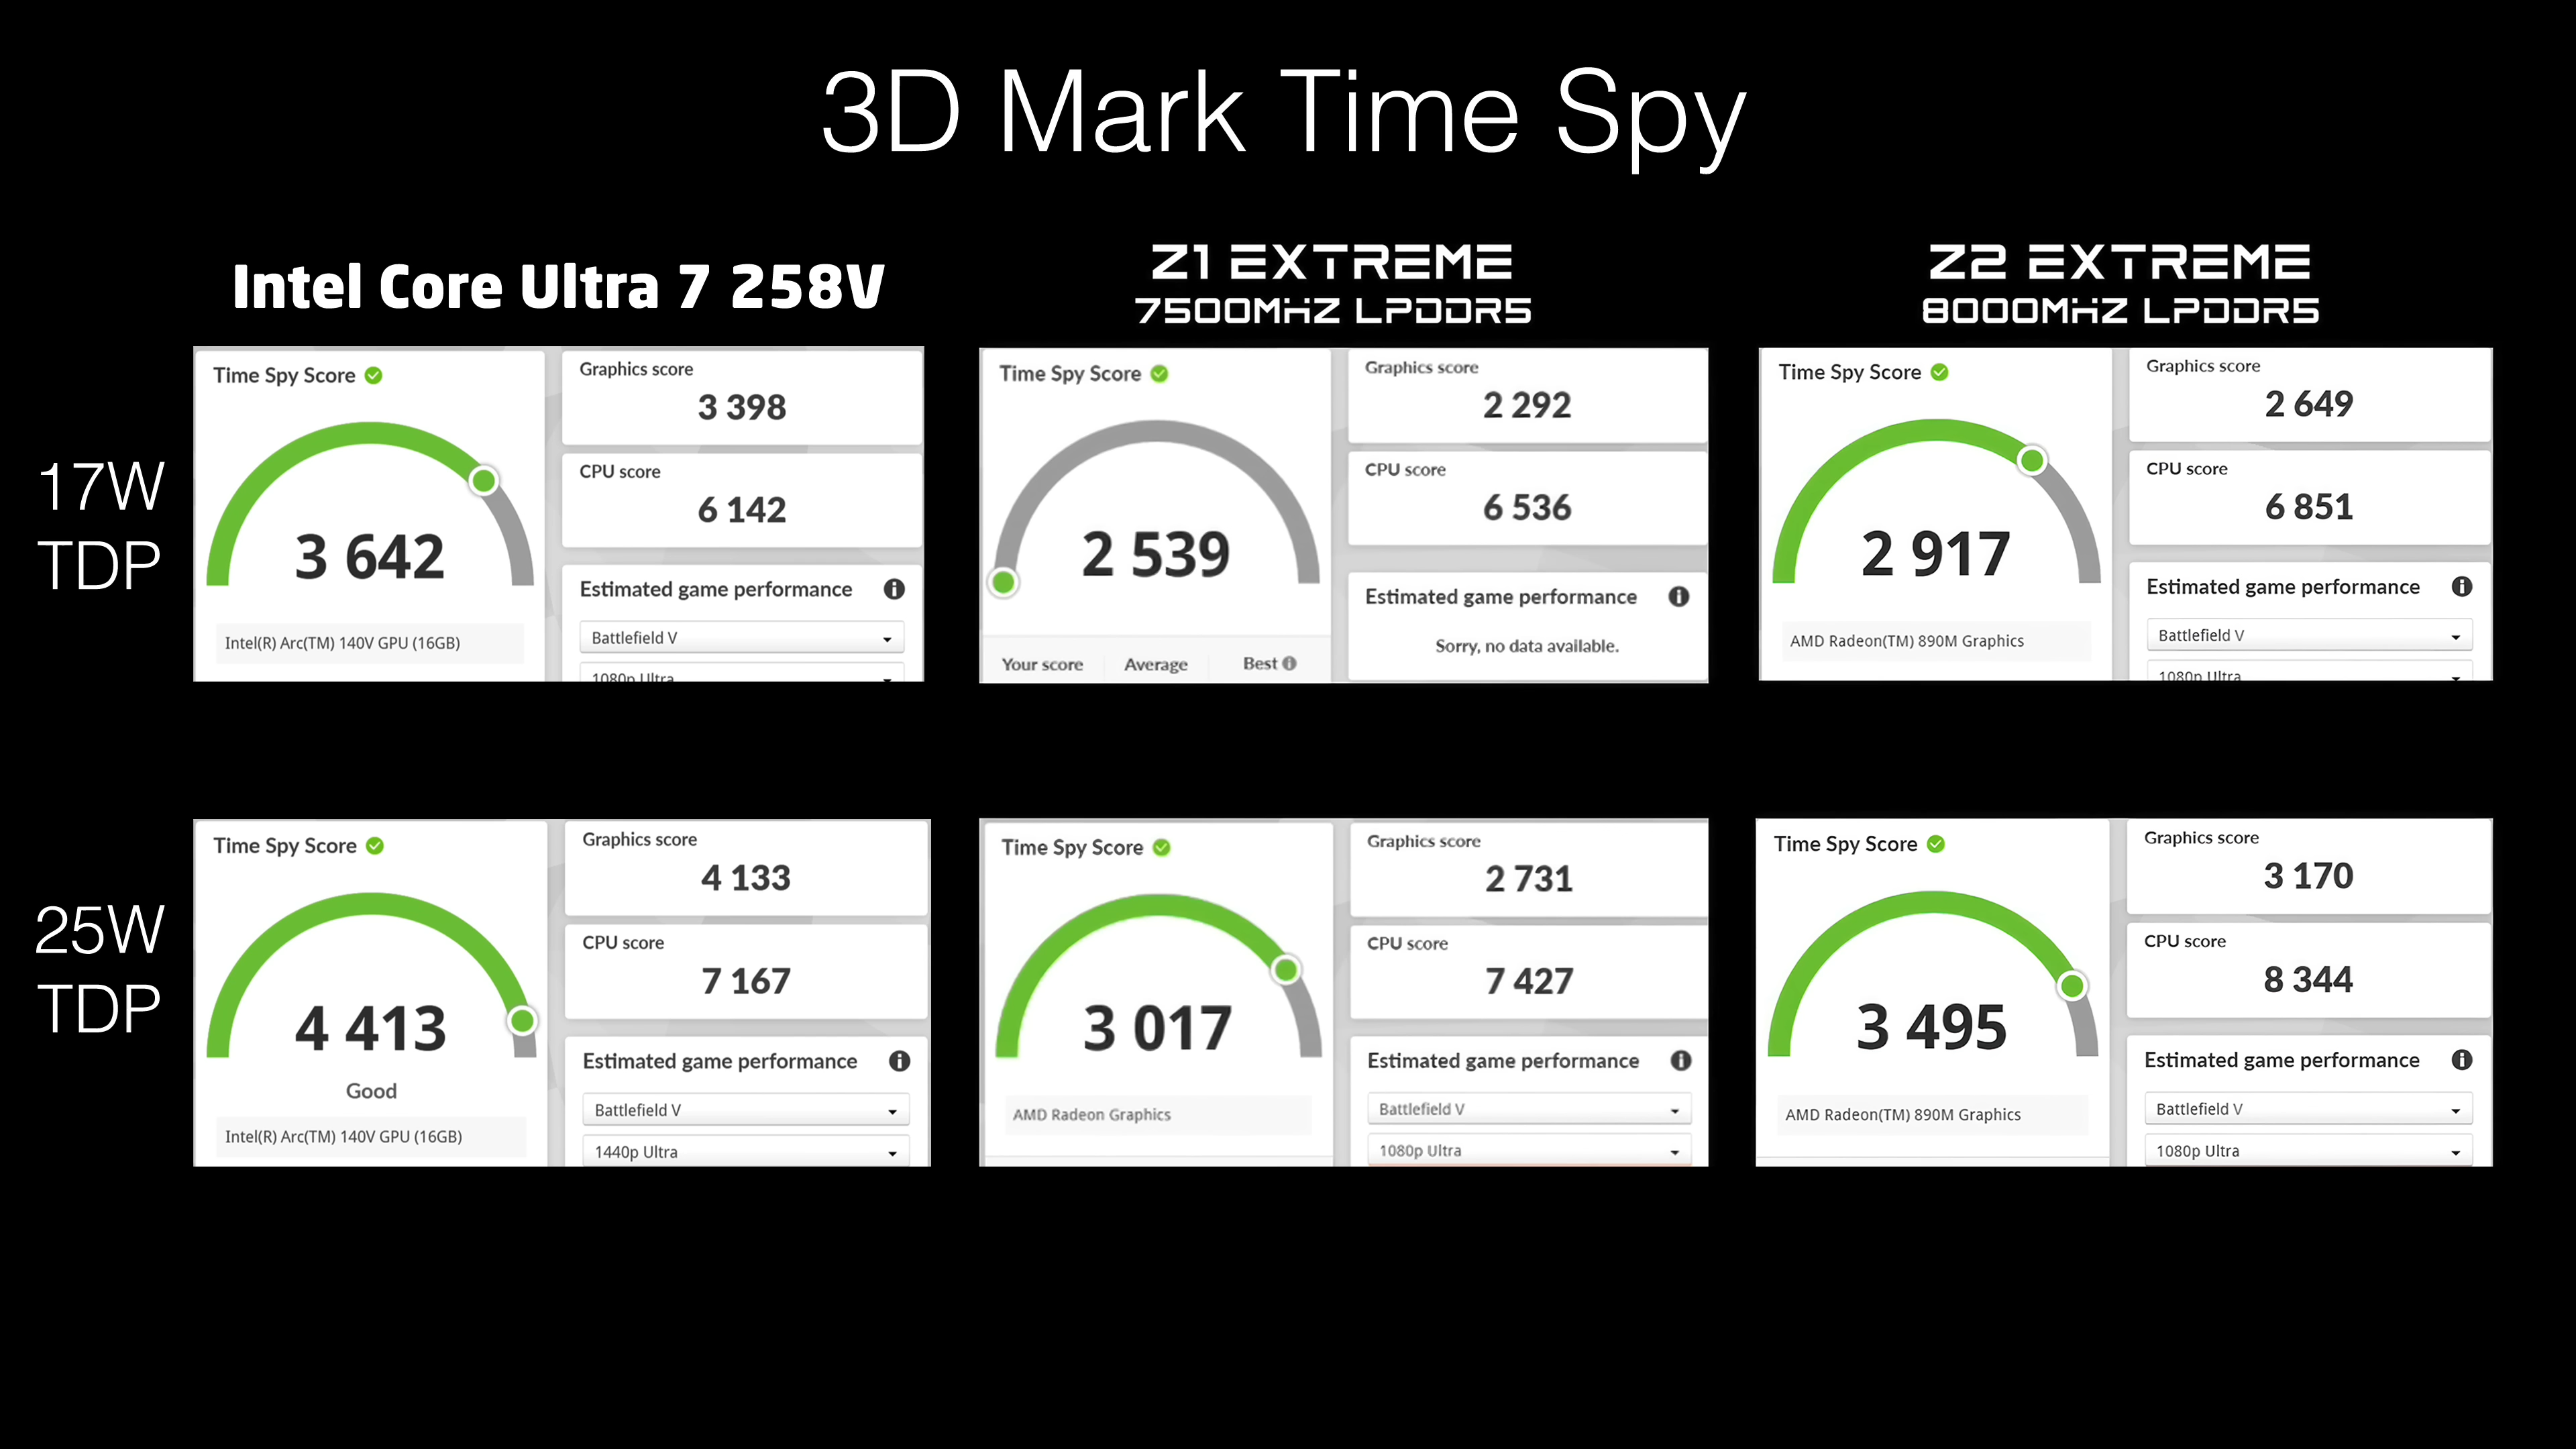 3D Mark Time Spy
Intel Core Ultra 7 258V
Z1 EXTREME
7500MHZ LPDDR5
Z2 EXTREME
8000MHZ LPDDR5
17W
TDP
Time Spy Score
3 642
Intel(R) Arc(TM) 140V GPU (16GB)
Graphics score
3 398
CPU score
6 142
Estimated game performance
Battlefield V
1080p Ultra
Time Spy Score
2 539
Your score Average Best
Graphics score
2 292
CPU score
6 536
Estimated game performance
Sorry, no data available.
Time Spy Score
2 917
AMD Radeon(TM) 890M Graphics
Graphics score
2 649
CPU score
6 851
Estimated game performance
Battlefield V
1080p Ultra
25W
TDP
Time Spy Score
4 413
Good
Intel(R) Arc(TM) 140V GPU (16GB)
Graphics score
4 133
CPU score
7 167
Estimated game performance
Battlefield V
1440p Ultra
Time Spy Score
3 017
AMD Radeon Graphics
Graphics score
2 731
CPU score
7 427
Estimated game performance
Battlefield V
1080p Ultra
Time Spy Score
3 495
AMD Radeon(TM) 890M Graphics
Graphics score
3 170
CPU score
8 344
Estimated game performance
Battlefield V
1080p Ultra